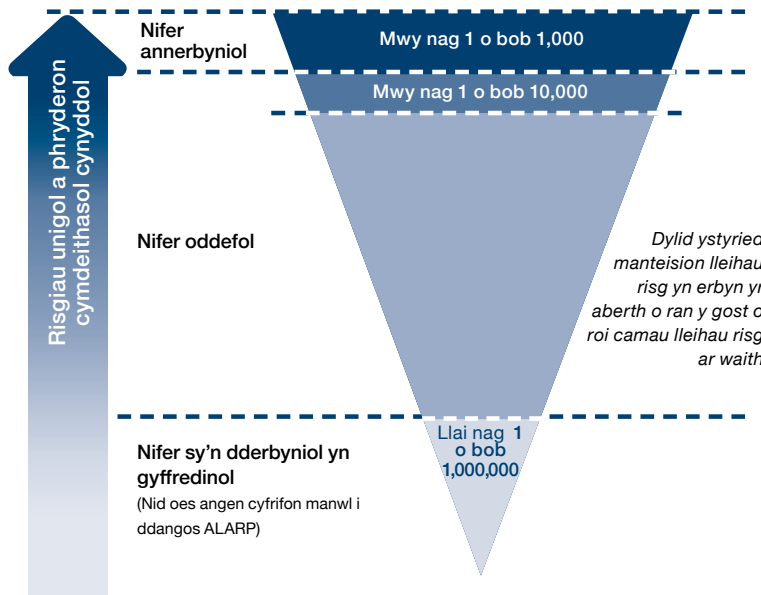 Risgiau unigol a phryderon
cymdeithasol cynyddol
Nifer
annerbyniol
Mwy nag 1 o bob 1,000
Mwy nag 1 o bob 10,000
Nifer oddefol
Dylid ystyried
manteision lleihau
risg yn erbyn yr
aberth o ran y gost o
roi camau lleihau risg
ar waith
Nifer sy'n dderbyniol yn
gyffredinol
(Nid oes angen cyfrifon manwl i
ddangos ALARP)
Llai nag 1
o bob
1,000,000